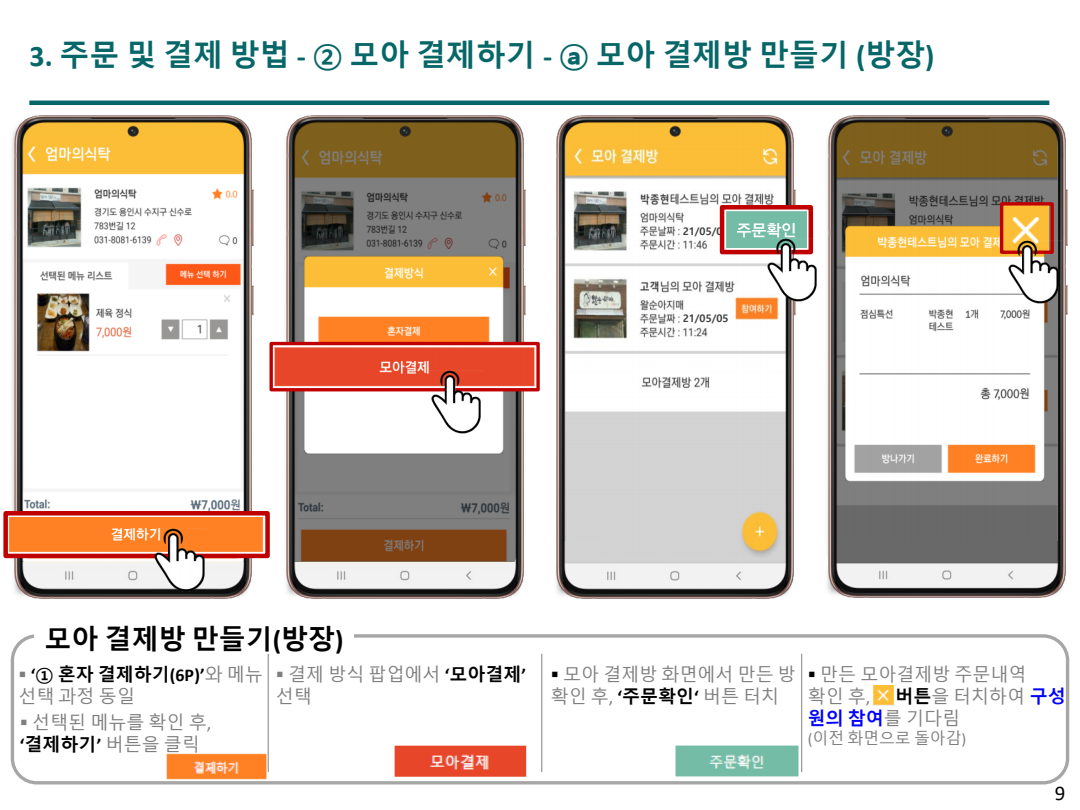 3. 주문 및 결제 방법 - ② 모아 결제하기 - ⓐ 모아 결제방 만들기 (방장)
엄마의식탁
엄마의식탁
0.0
경기도 용인시 수지구 신수로
783번길 12
031-8081-6139
0
선택된 메뉴 리스트
메뉴 선택 하기
제육 정식
7,000원
1
Total:
₩7,000원
결제하기
엄마의식탁
엄마의식탁
0.0
경기도 용인시 수지구 신수로
783번길 12
031-8081-6139
0
결제방식
혼자결제
모아결제
Total:
₩7,000원
결제하기
모아 결제방
박종현테스트님의 모아 결제방
엄마의식탁
주문날짜 : 21/05/0
주문시간 : 11:46
주문확인
고객님의 모아 결제방
왈순아지매
주문날짜 : 21/05/05
주문시간 : 11:24
참여하기
모아결제방 2개
+
모아 결제방
박종현테스트님의 모아 결제방
엄마의식탁
박종현테스트님의 모아 결제
엄마의식탁
점심특선 박종현 1개 7,000원
테스트
총 7,000원
방나가기
완료하기
모아 결제방 만들기(방장)
▪ ‘① 혼자 결제하기(6P)’와 메뉴
선택 과정 동일
▪ 선택된 메뉴를 확인 후,
‘결제하기’ 버튼을 클릭
결제하기
▪ 결제 방식 팝업에서 ‘모아결제’
선택
모아결제
▪ 모아 결제방 화면에서 만든 방
확인 후, ‘주문확인‘ 버튼 터치
주문확인
▪ 만든 모아결제방 주문내역
확인 후, 버튼을 터치하여 구성
원의 참여를 기다림
(이전 화면으로 돌아감)
9